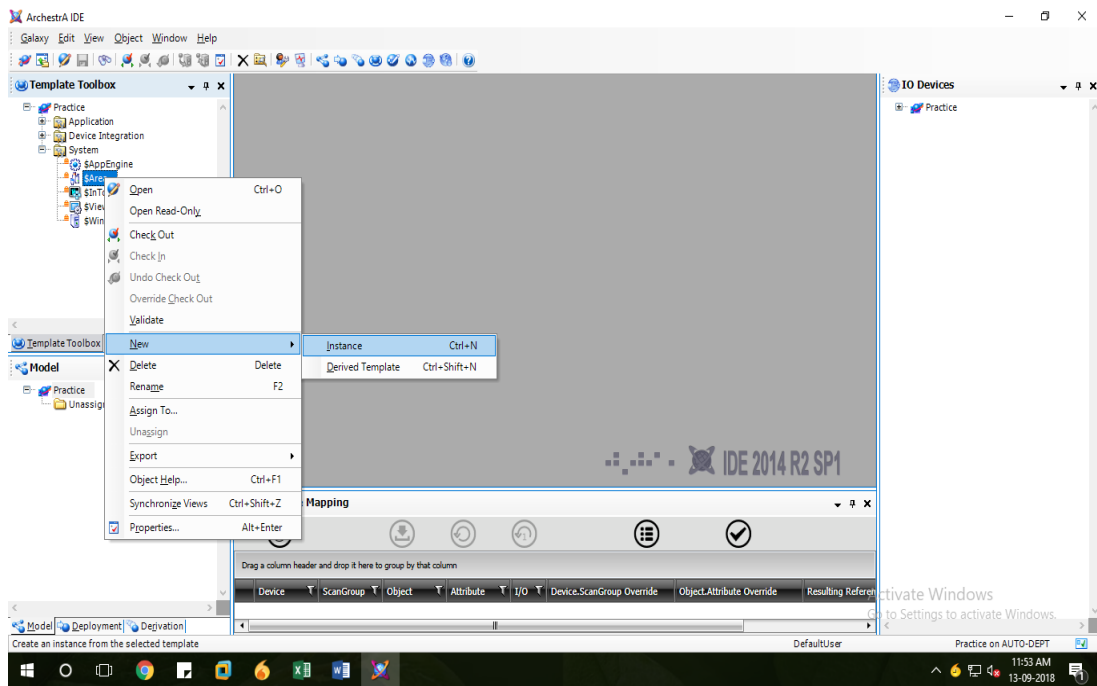 ArchestrA IDE
Galaxy Edit View Object Window Help
Template Toolbox
Practice
Application
Device Integration
System
$AppEngine
$Area
$InTo
$View
$Win
Open Ctrl+O
Open Read-Only
Check Out
Check In
Undo Check Out
Override Check Out
Validate
New
Instance Ctrl+N
Derived Template Ctrl+Shift+N
Delete Delete
Rename F2
Assign To...
Unassign
Export
Object Help... Ctrl+F1
Synchronize Views Ctrl+Shift+Z
Properties... Alt+Enter
Template Toolbox
Model
Practice
Unassig
Model Deployment Derivation
IO Devices
Practice
IDE 2014 R2 SP1
Mapping
Drag a column header and drop it here to group by that column
Device ScanGroup Object Attribute I/O Device.ScanGroup Override Object.Attribute Override Resulting Referen
Activate Windows
Go to Settings to activate Windows.
Create an instance from the selected template DefaultUser Practice on AUTO-DEPT
11:53 AM
13-09-2018